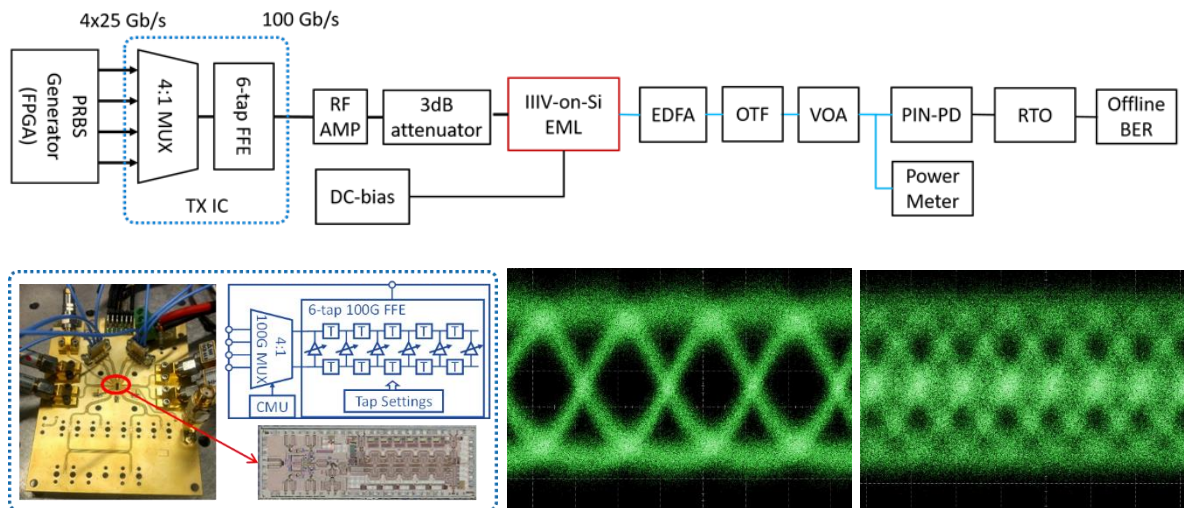 4x25 Gb/s
100 Gb/s
PRBS
Generator
(FPGA)
4:1 MUX
6-tap FFE
TX IC
RF
AMP
3dB
attenuator
IIIV-on-Si
EML
DC-bias
EDFA
OTF
VOA
PIN-PD
Power
Meter
RTO
Offline
BER
6-tap 100G FFE
4:1
100G MUX
T T T T T
T T T T T
CMU
Tap Settings